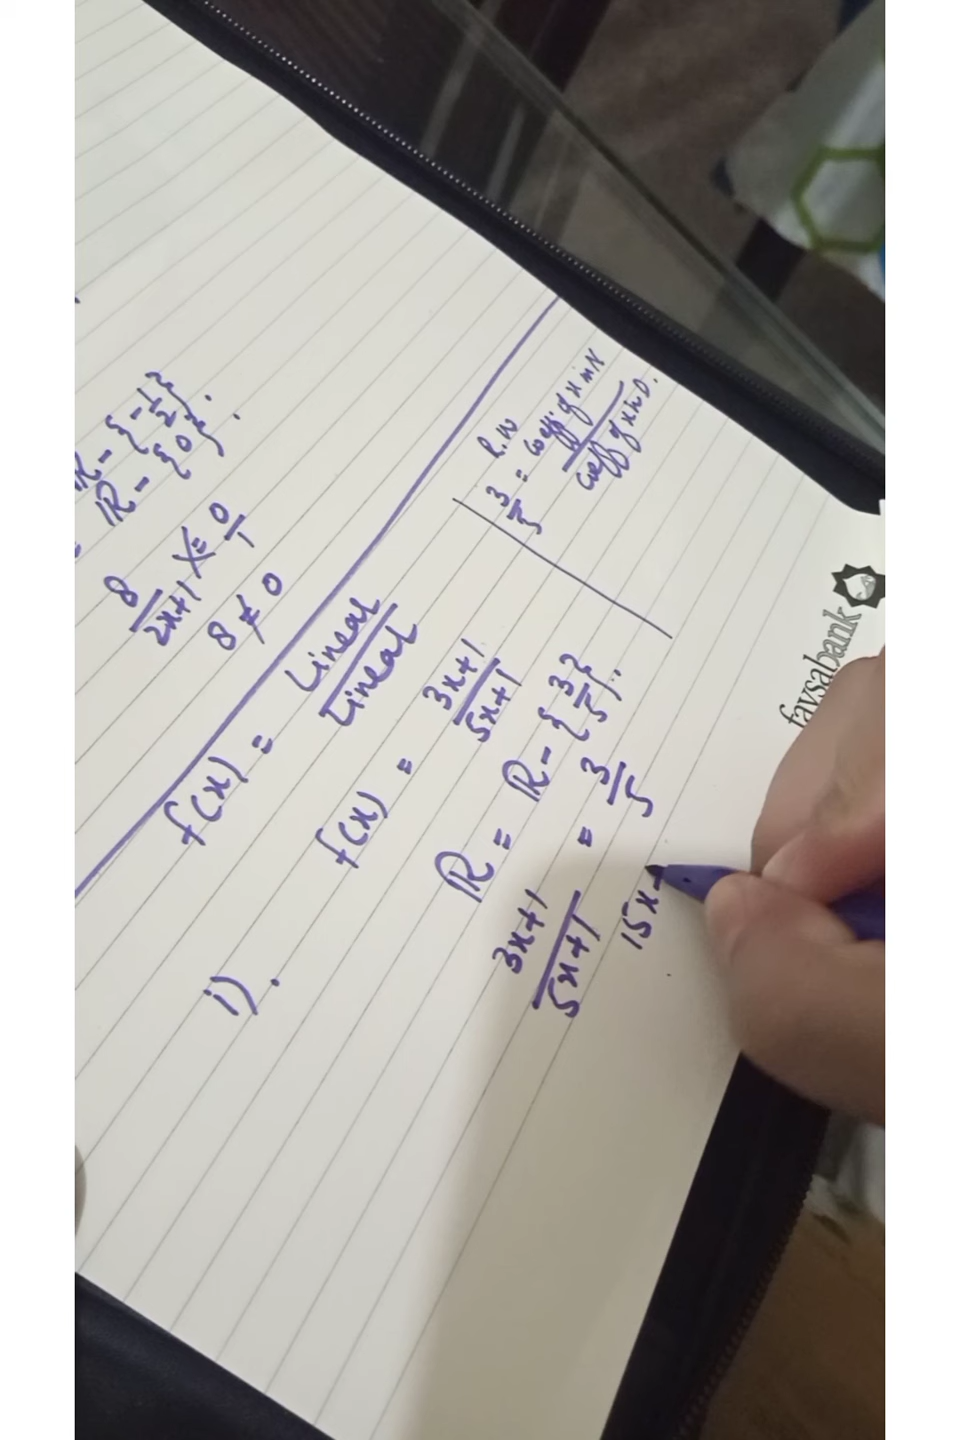 R - {-1/2}
= R - {0}.
8/2x+1 = 0/1
8 ≠ 0
f(x) = Linear/Linear
i). f(x) = 3x+1/5x+1
R = R - {3/5}.
3x+1/5x+1 = 3/5
15x
R.W
3/5 = coeff of x in N/coeff of x in D.
faysabank